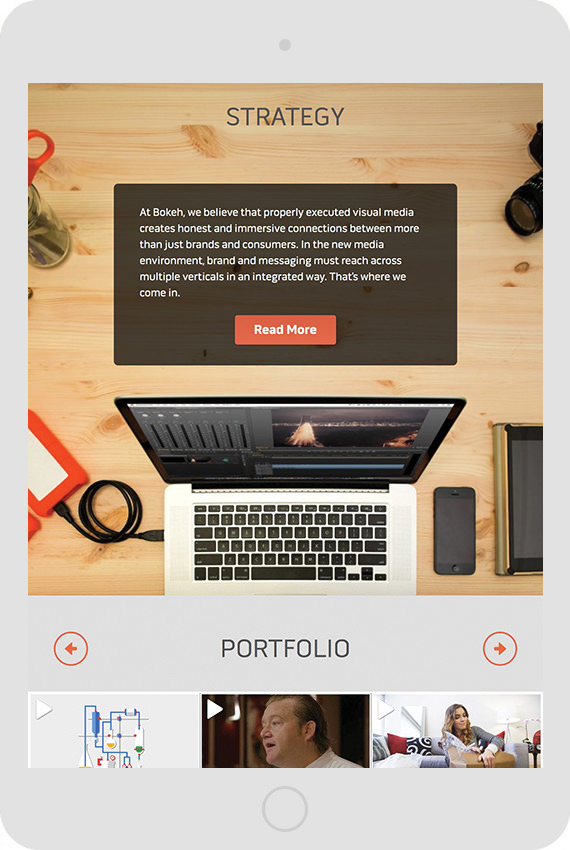 STRATEGY
At Bokeh, we believe that properly executed visual media
creates honest and immersive connections between more
than just brands and consumers. In the new media
environment, brand and messaging must reach across
multiple verticals in an integrated way. That's where we
come in.
Read More
PORTFOLIO